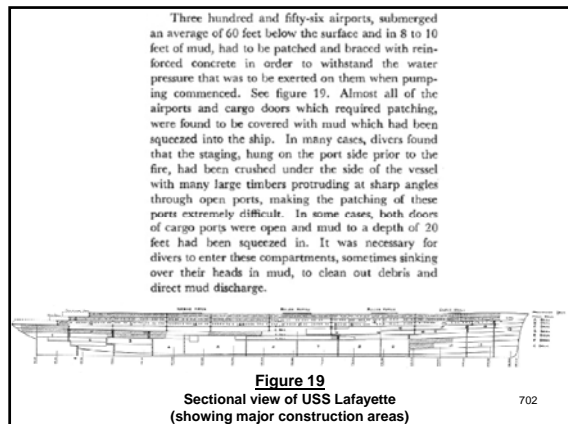 Three hundred and fifty-six airports, submerged
an average of 60 feet below the surface and in 8 to 10
feet of mud, had to be patched and braced with rein-
forced concrete in order to withstand the water
pressure that was to be exerted on them when pump-
ing commenced. See figure 19. Almost all of the
airports and cargo doors which required patching,
were found to be covered with mud which had been
squeezed into the ship. In many cases, divers found
that the staging, hung on the port side prior to the
fire, had been crushed under the side of the vessel
with many large timbers protruding at sharp angles
through open ports, making the patching of these
ports extremely difficult. In some cases, both doors
of cargo ports were open and mud to a depth of 20
feet had been squeezed in. It was necessary for
divers to enter these compartments, sometimes sinking
over their heads in mud, to clean out debris and
direct mud discharge.
Figure 19
Sectional view of USS Lafayette
(showing major construction areas)
702